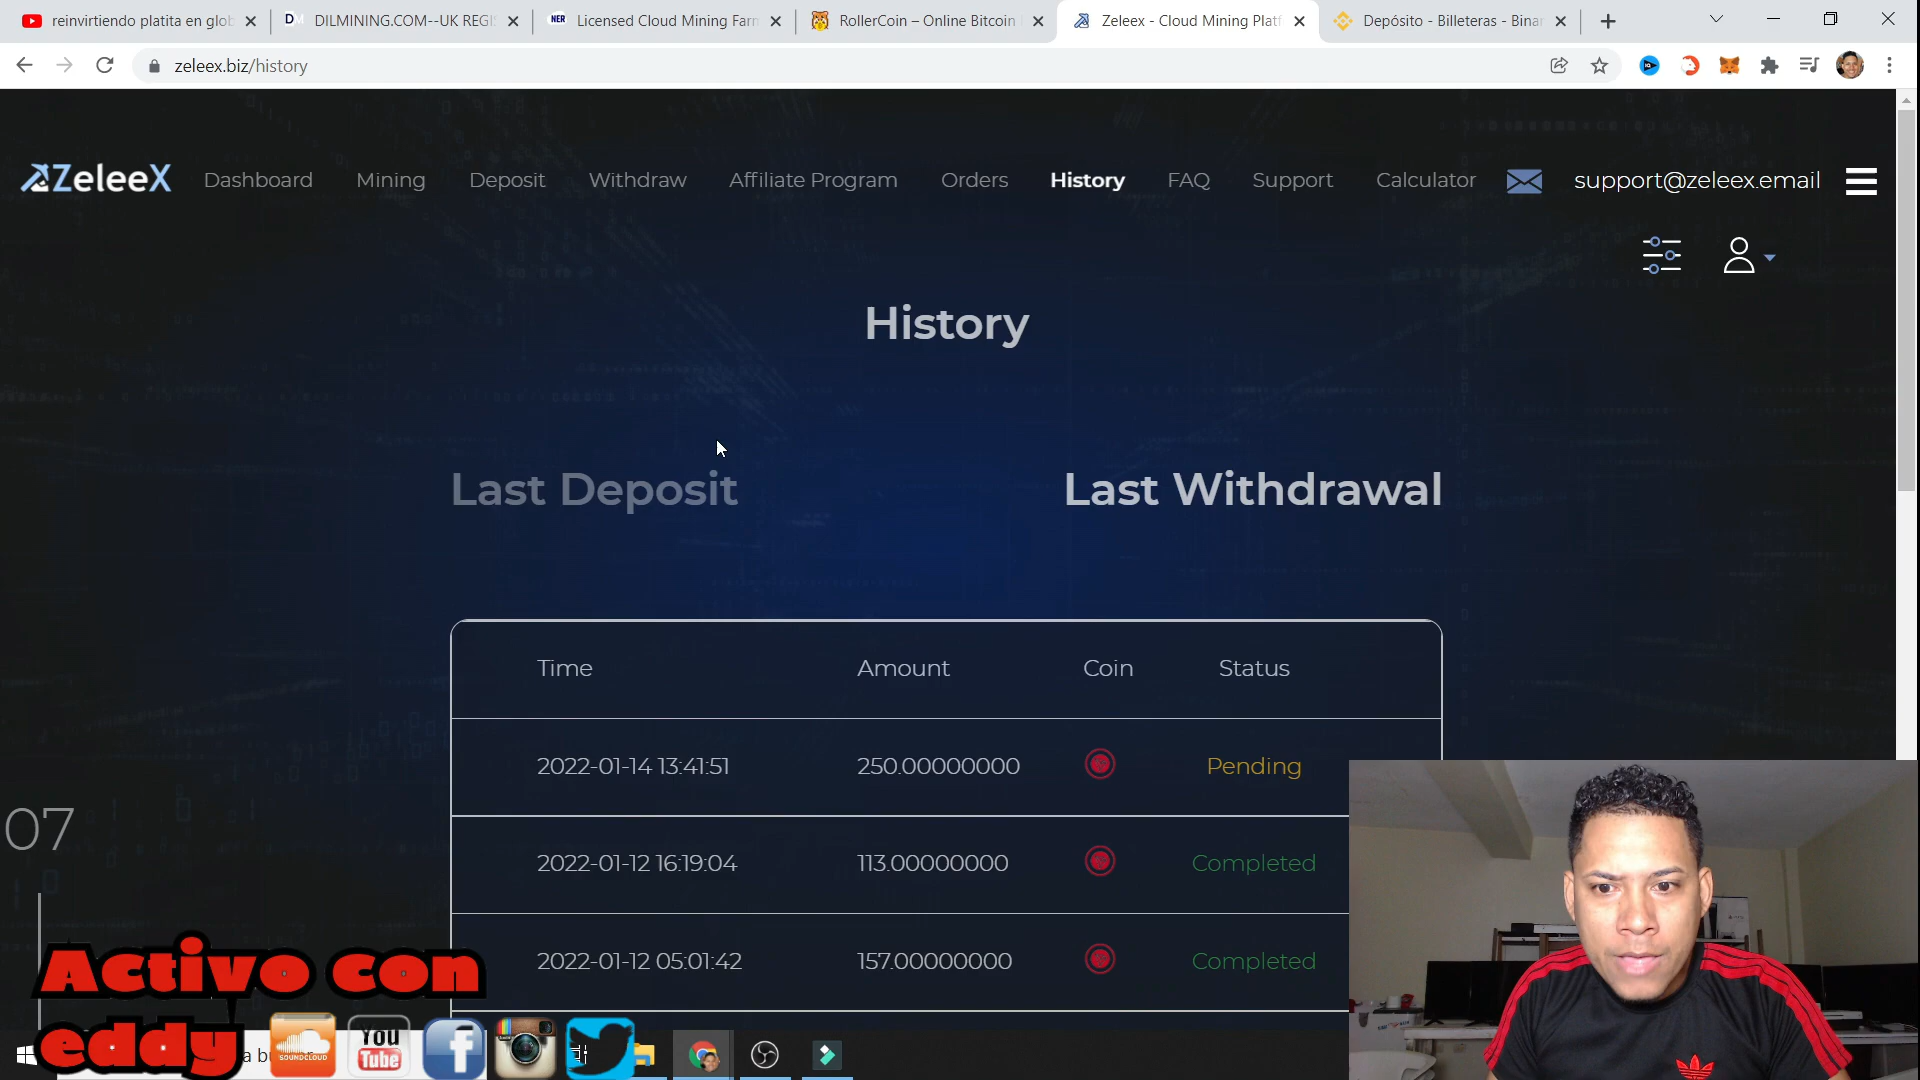 reinvirtiendo platita en glob
DILMINING.COM--UK REGI
NER Licensed Cloud Mining Farm
RollerCoin – Online Bitcoin
Zeleex - Cloud Mining Platf
Depósito - Billeteras - Binan
zeleex.biz/history
ZeleeX
Dashboard
Mining
Deposit
Withdraw
Affiliate Program
Orders
History
FAQ
Support
Calculator
support@zeleex.email
History
Last Deposit
Last Withdrawal
Time Amount Coin Status
2022-01-14 13:41:51 250.00000000 Pending
2022-01-12 16:19:04 113.00000000 Completed
2022-01-12 05:01:42 157.00000000 Completed
07
Activo con
eddy
SOUNDCLOUD
You
Tube